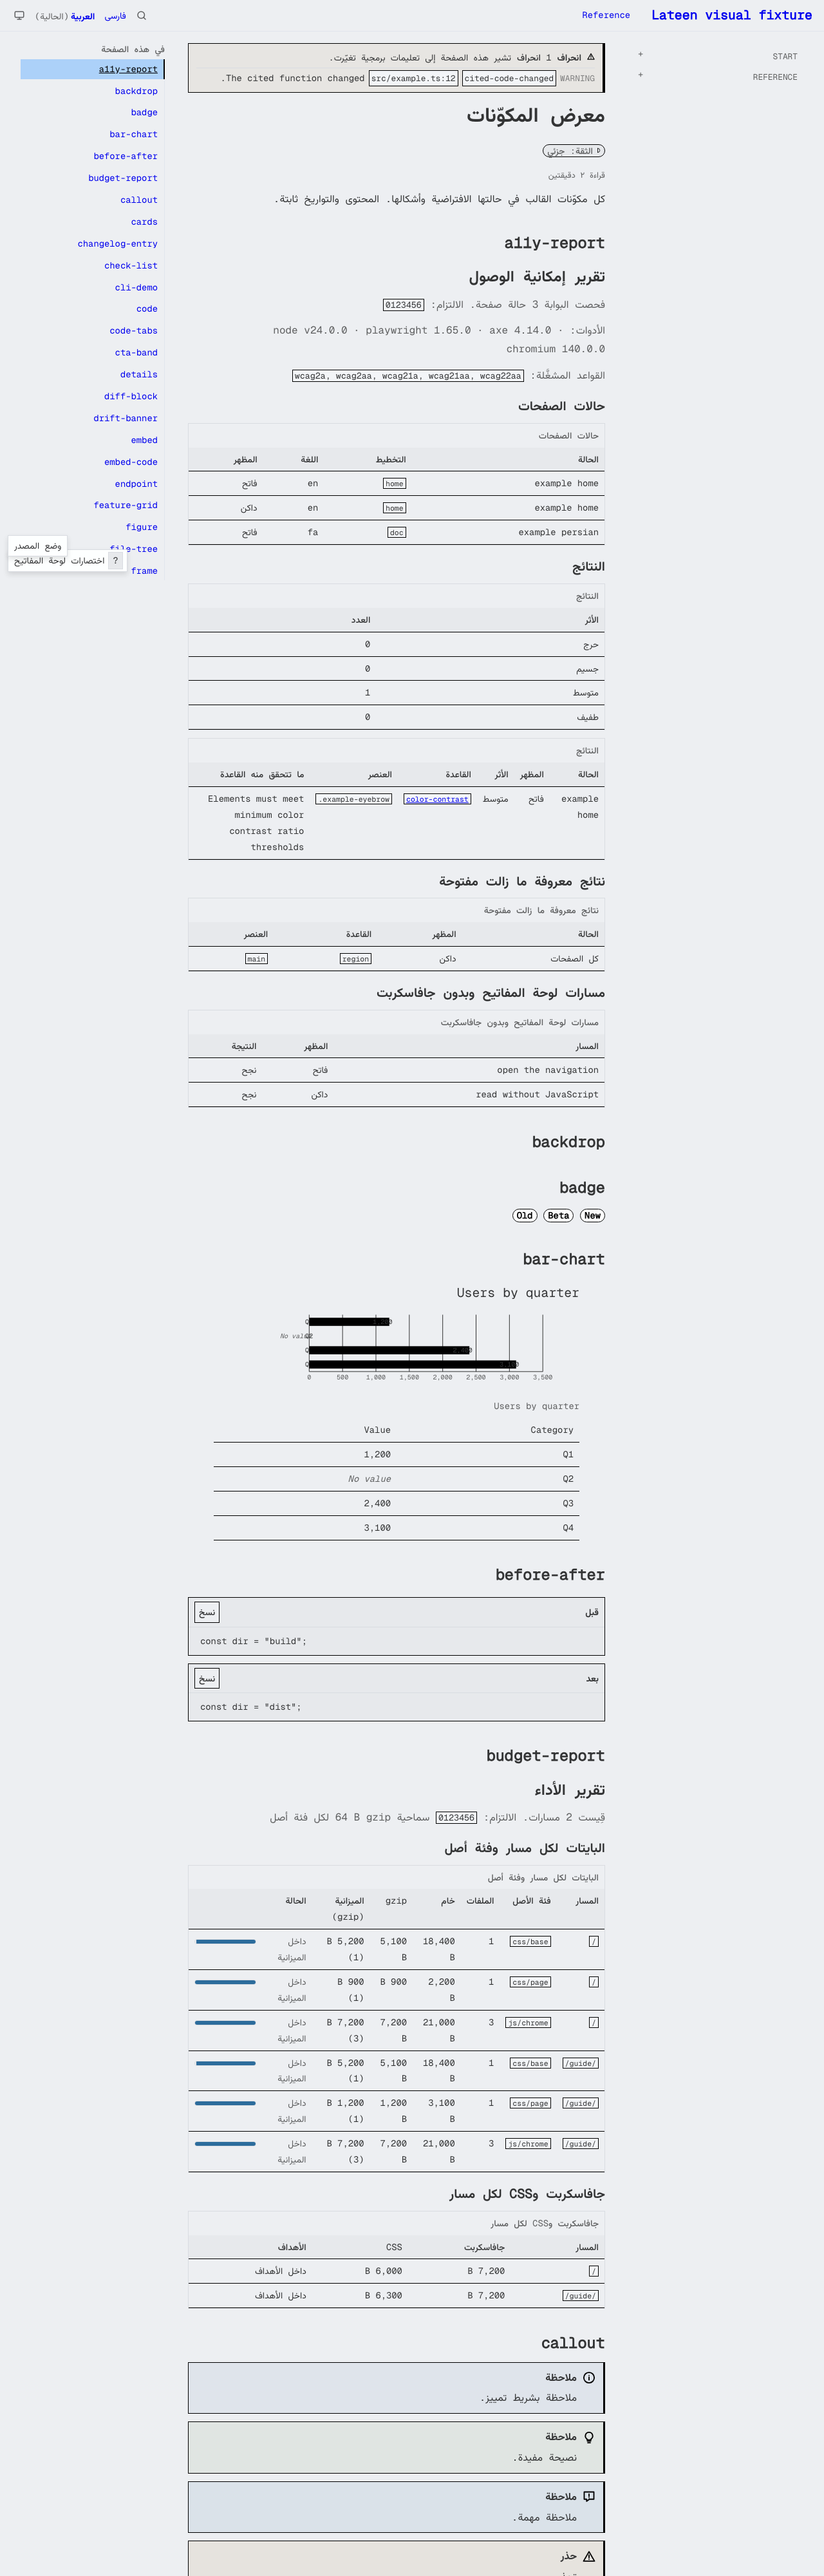 Lateen visual fixture
Reference
فارسی
العربية (الحالية)
START
+
REFERENCE
+
في هذه الصفحة
a11y-report
backdrop
badge
bar-chart
before-after
budget-report
callout
cards
changelog-entry
check-list
cli-demo
code
code-tabs
cta-band
details
diff-block
drift-banner
embed
embed-code
endpoint
feature-grid
figure
file-tree
frame
وضع المصدر
? اختصارات لوحة المفاتيح
انحراف 1 انحراف تشير هذه الصفحة إلى تعليمات برمجية تغيّرت.
WARNING cited-code-changed src/example.ts:12 The cited function changed.
معرض المكوّنات
الثقة: جزئي
قراءة ٢ دقيقتين
كل مكوّنات القالب في حالتها الافتراضية وأشكالها. المحتوى والتواريخ ثابتة.
a11y-report
تقرير إمكانية الوصول
فحصت البوابة 3 حالة صفحة. الالتزام: 0123456
الأدوات: node v24.0.0 · playwright 1.65.0 · axe 4.14.0 ·
chromium 140.0.0
القواعد المشغَّلة: wcag2a, wcag2aa, wcag21a, wcag21aa, wcag22aa
حالات الصفحات
حالات الصفحات
الحالة التخطيط اللغة المظهر
example home home en فاتح
example home home en داكن
example persian doc fa فاتح
النتائج
النتائج
الأثر العدد
حرج 0
جسيم 0
متوسط 1
طفيف 0
النتائج
الحالة المظهر الأثر القاعدة العنصر ما تتحقق منه القاعدة
example فاتح متوسط color-contrast .example-eyebrow Elements must meet
home minimum color
contrast ratio
thresholds
نتائج معروفة ما زالت مفتوحة
نتائج معروفة ما زالت مفتوحة
الحالة المظهر القاعدة العنصر
كل الصفحات داكن region main
مسارات لوحة المفاتيح وبدون جافاسكريبت
مسارات لوحة المفاتيح وبدون جافاسكريبت
المسار المظهر النتيجة
open the navigation فاتح نجح
read without JavaScript داكن نجح
backdrop
badge
New Beta Old
bar-chart
Users by quarter
No value
0 500 1,000 1,500 2,000 2,500 3,000 3,500
Users by quarter
Category Value
Q1 1,200
Q2 No value
Q3 2,400
Q4 3,100
before-after
قبل نسخ
const dir = "build";
بعد نسخ
const dir = "dist";
budget-report
تقرير الأداء
قيست 2 مسارات. الالتزام: 0123456 سماحية 64 B gzip لكل فئة أصل
البايتات لكل مسار وفئة أصل
البايتات لكل مسار وفئة أصل
المسار فئة الأصل الملفات خام gzip الميزانية الحالة
(gzip)
/ css/base 1 18,400 5,100 5,200 B داخل
B B (1) الميزانية
/ css/page 1 2,200 900 B 900 B داخل
B (1) الميزانية
/ js/chrome 3 21,000 7,200 7,200 B داخل
B B (3) الميزانية
/guide/ css/base 1 18,400 5,100 5,200 B داخل
B B (1) الميزانية
/guide/ css/page 1 3,100 1,200 1,200 B داخل
B B (1) الميزانية
/guide/ js/chrome 3 21,000 7,200 7,200 B داخل
B B (3) الميزانية
جافاسكريبت وCSS لكل مسار
جافاسكريبت وCSS لكل مسار
المسار جافاسكريبت CSS الأهداف
/ 7,200 B 6,000 B داخل الأهداف
/guide/ 7,200 B 6,300 B داخل الأهداف
callout
ملاحظة
ملاحظة بشريط تمييز.
ملاحظة
نصيحة مفيدة.
ملاحظة
ملاحظة مهمة.
حذر